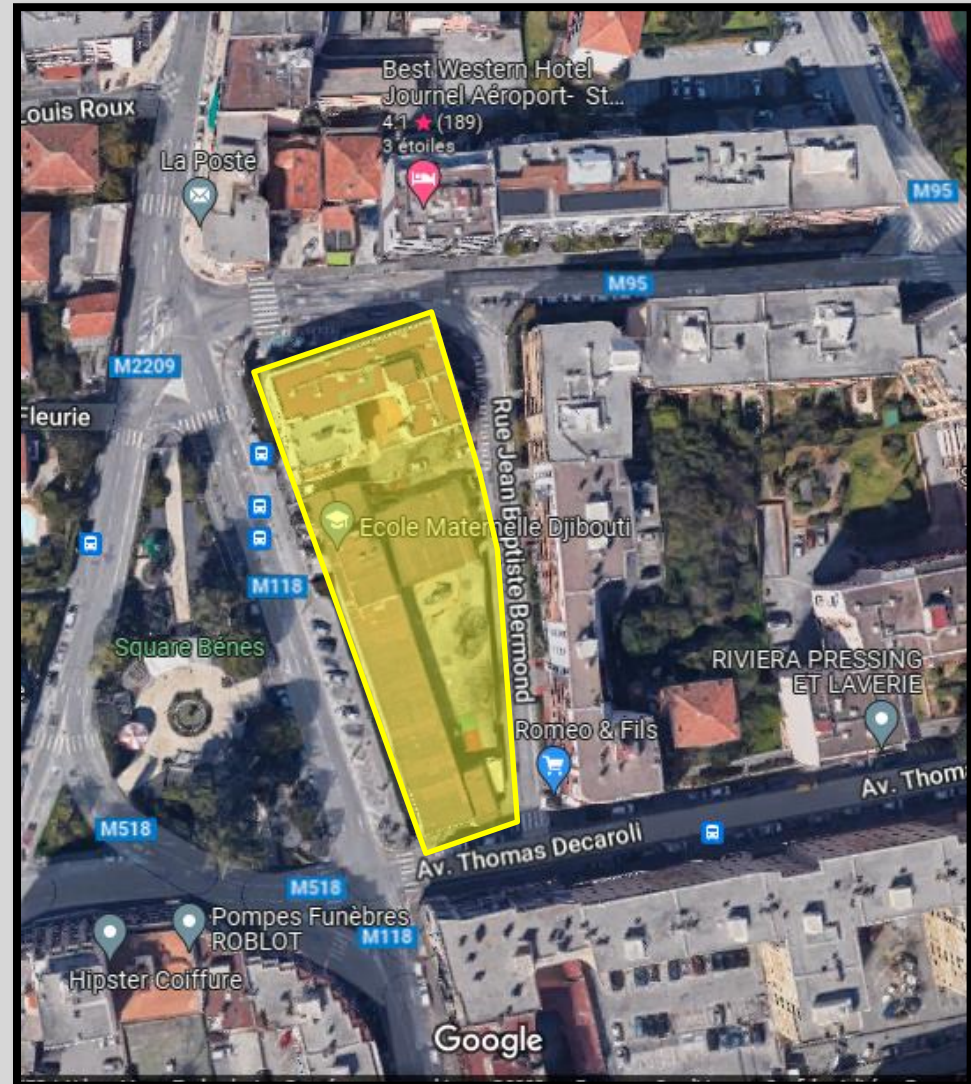 Best Western Hotel
Journel Aéroport- St...
4.1 ★ (189)
3 étoiles
Louis Roux
La Poste
M95
M95
M2209
Fleurie
Rue Jean Baptiste Bermond
Ecole Maternelle Djibouti
M118
Square Bénes
RIVIERA PRESSING
ET LAVERIE
Romeo & Fils
Av. Thoma
M518
Av. Thomas Decaroli
M518
Pompes Funèbres
ROBLOT
M118
Hipster Coiffure
Google